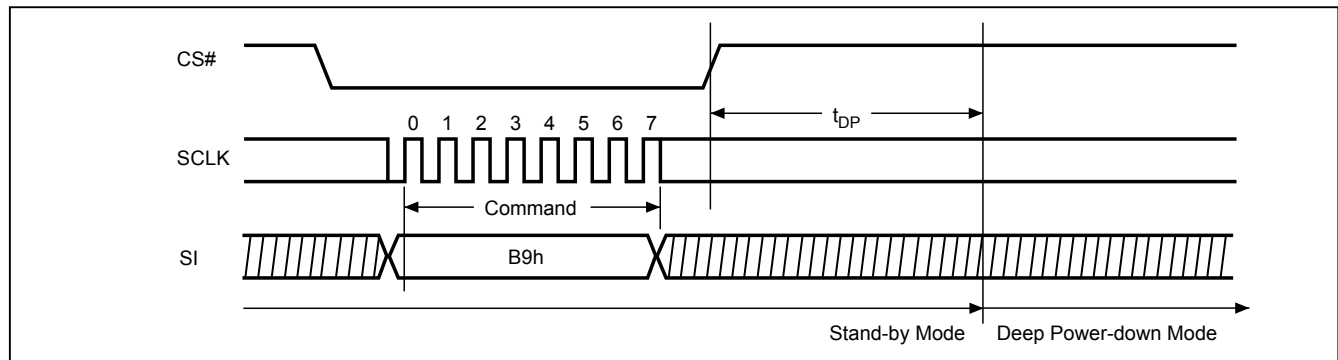 CS#
t_DP
0 1 2 3 4 5 6 7
SCLK
Command
SI
B9h
Stand-by Mode
Deep Power-down Mode